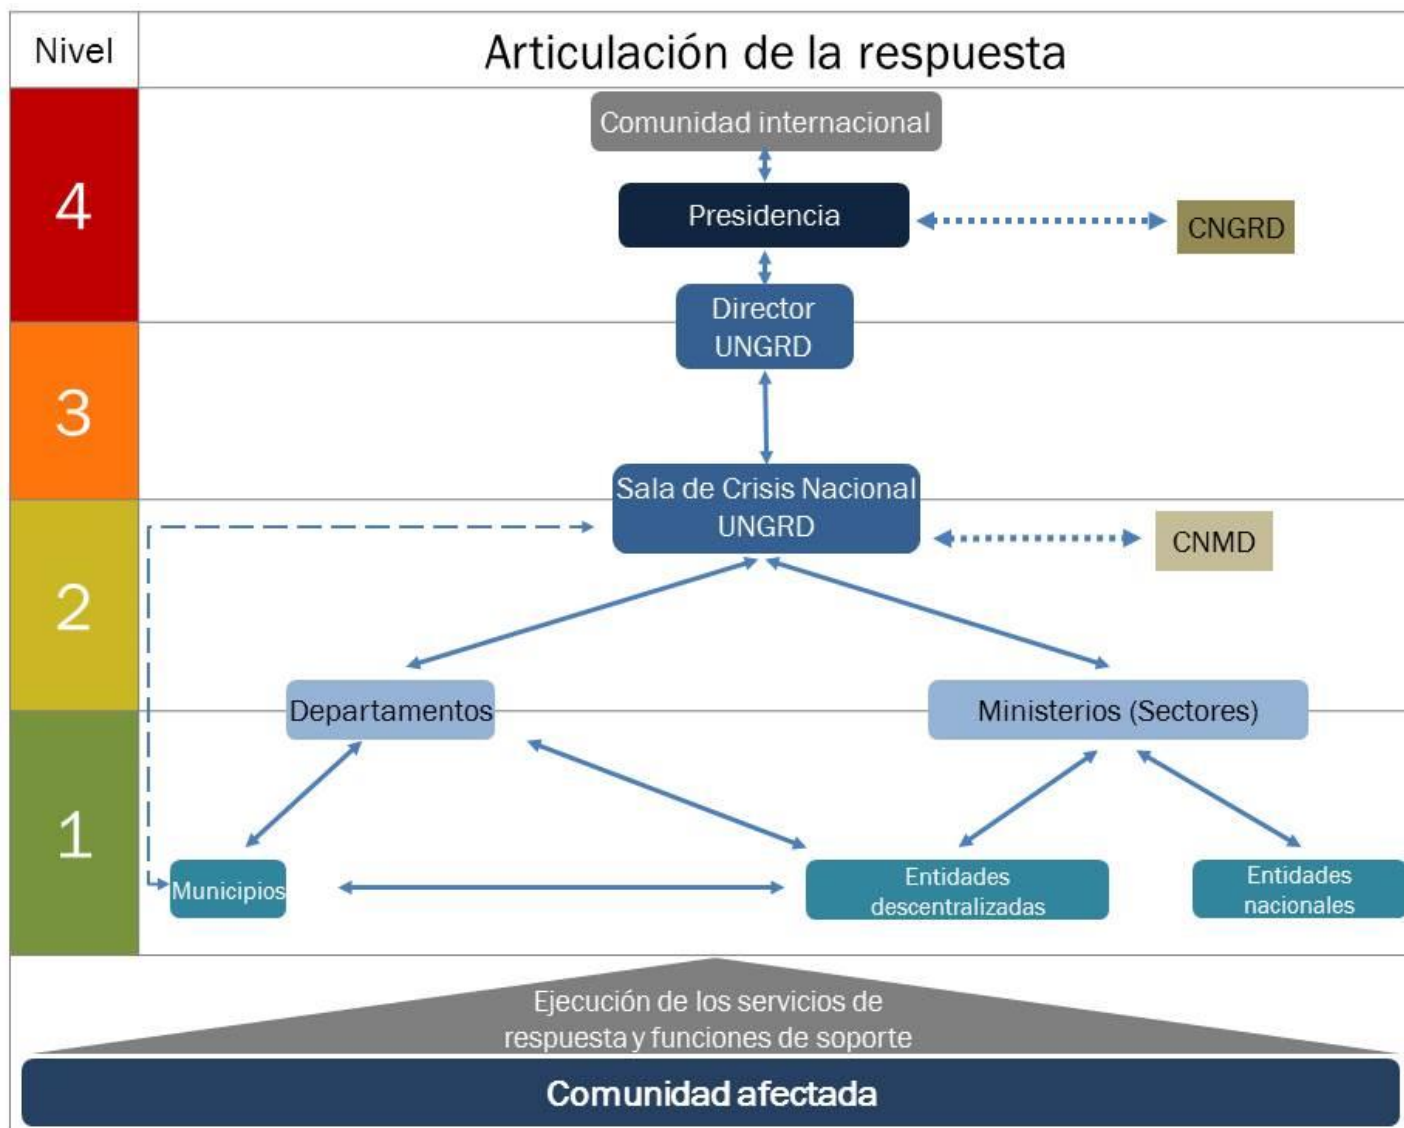 Nivel
Articulación de la respuesta
4
Comunidad internacional
Presidencia
CNGRD
Director
UNGRD
3
Sala de Crisis Nacional
UNGRD
2
CNMD
Departamentos
Ministerios (Sectores)
1
Municipios
Entidades
descentralizadas
Entidades
nacionales
Ejecución de los servicios de
respuesta y funciones de soporte
Comunidad afectada